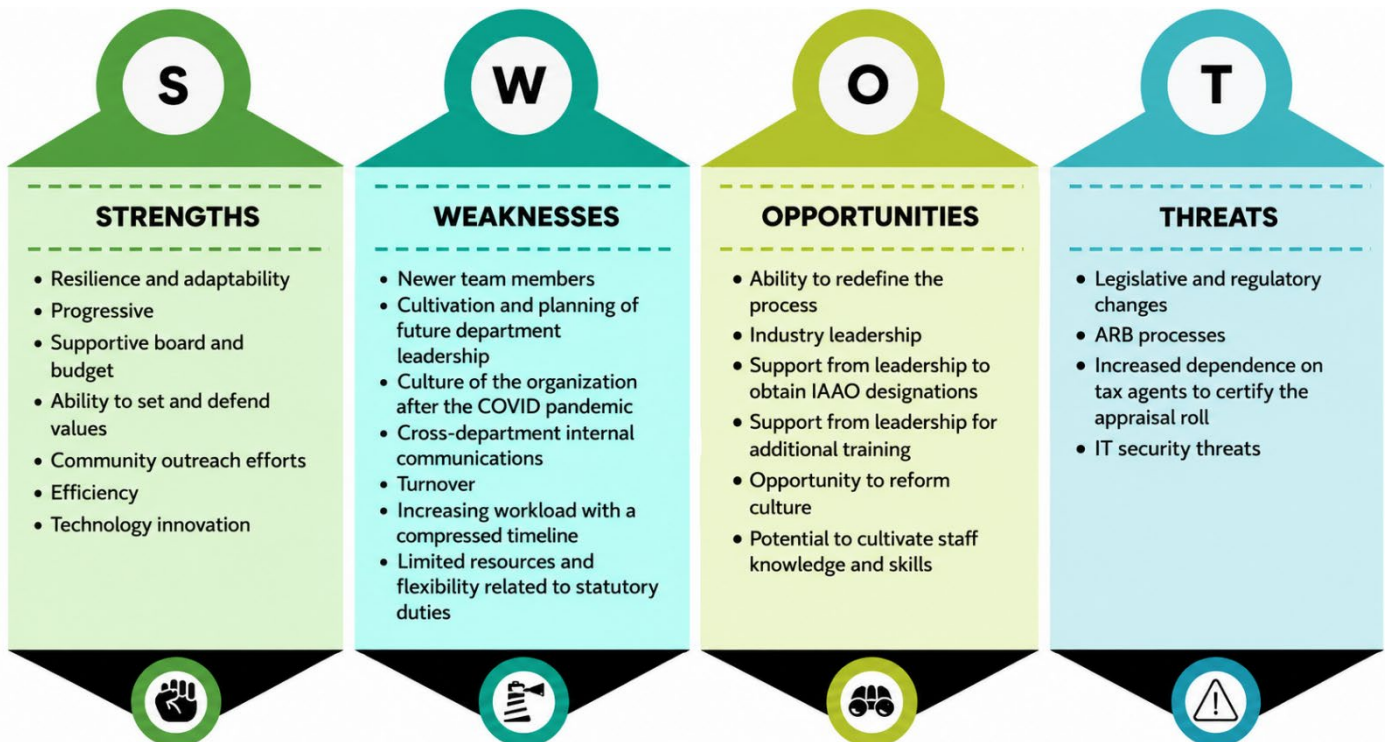 S
STRENGTHS
• Resilience and adaptability
• Progressive
• Supportive board and
budget
• Ability to set and defend
values
• Community outreach efforts
• Efficiency
• Technology innovation
W
WEAKNESSES
• Newer team members
• Cultivation and planning of
future department
leadership
• Culture of the organization
after the COVID pandemic
• Cross-department internal
communications
• Turnover
• Increasing workload with a
compressed timeline
• Limited resources and
flexibility related to statutory
duties
O
OPPORTUNITIES
• Ability to redefine the
process
• Industry leadership
• Support from leadership to
obtain IAAO designations
• Support from leadership for
additional training
• Opportunity to reform
culture
• Potential to cultivate staff
knowledge and skills
T
THREATS
• Legislative and regulatory
changes
• ARB processes
• Increased dependence on
tax agents to certify the
appraisal roll
• IT security threats